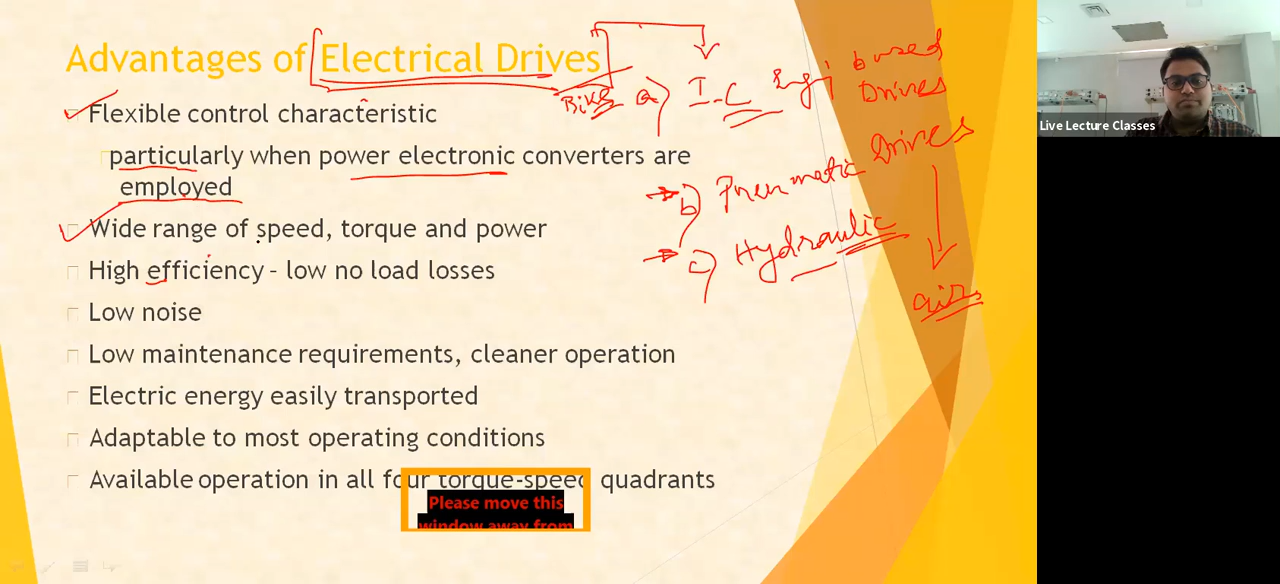 Advantages of Electrical Drives
Flexible control characteristic
particularly when power electronic converters are
employed
Wide range of speed, torque and power
High efficiency - low no load losses
Low noise
Low maintenance requirements, cleaner operation
Electric energy easily transported
Adaptable to most operating conditions
Available operation in all four torque-speed quadrants
Please move this
window away from
Bike
a) I.C Engi based
Drives
b) Pneumatic Drives
c) Hydraulic
air
Live Lecture Classes